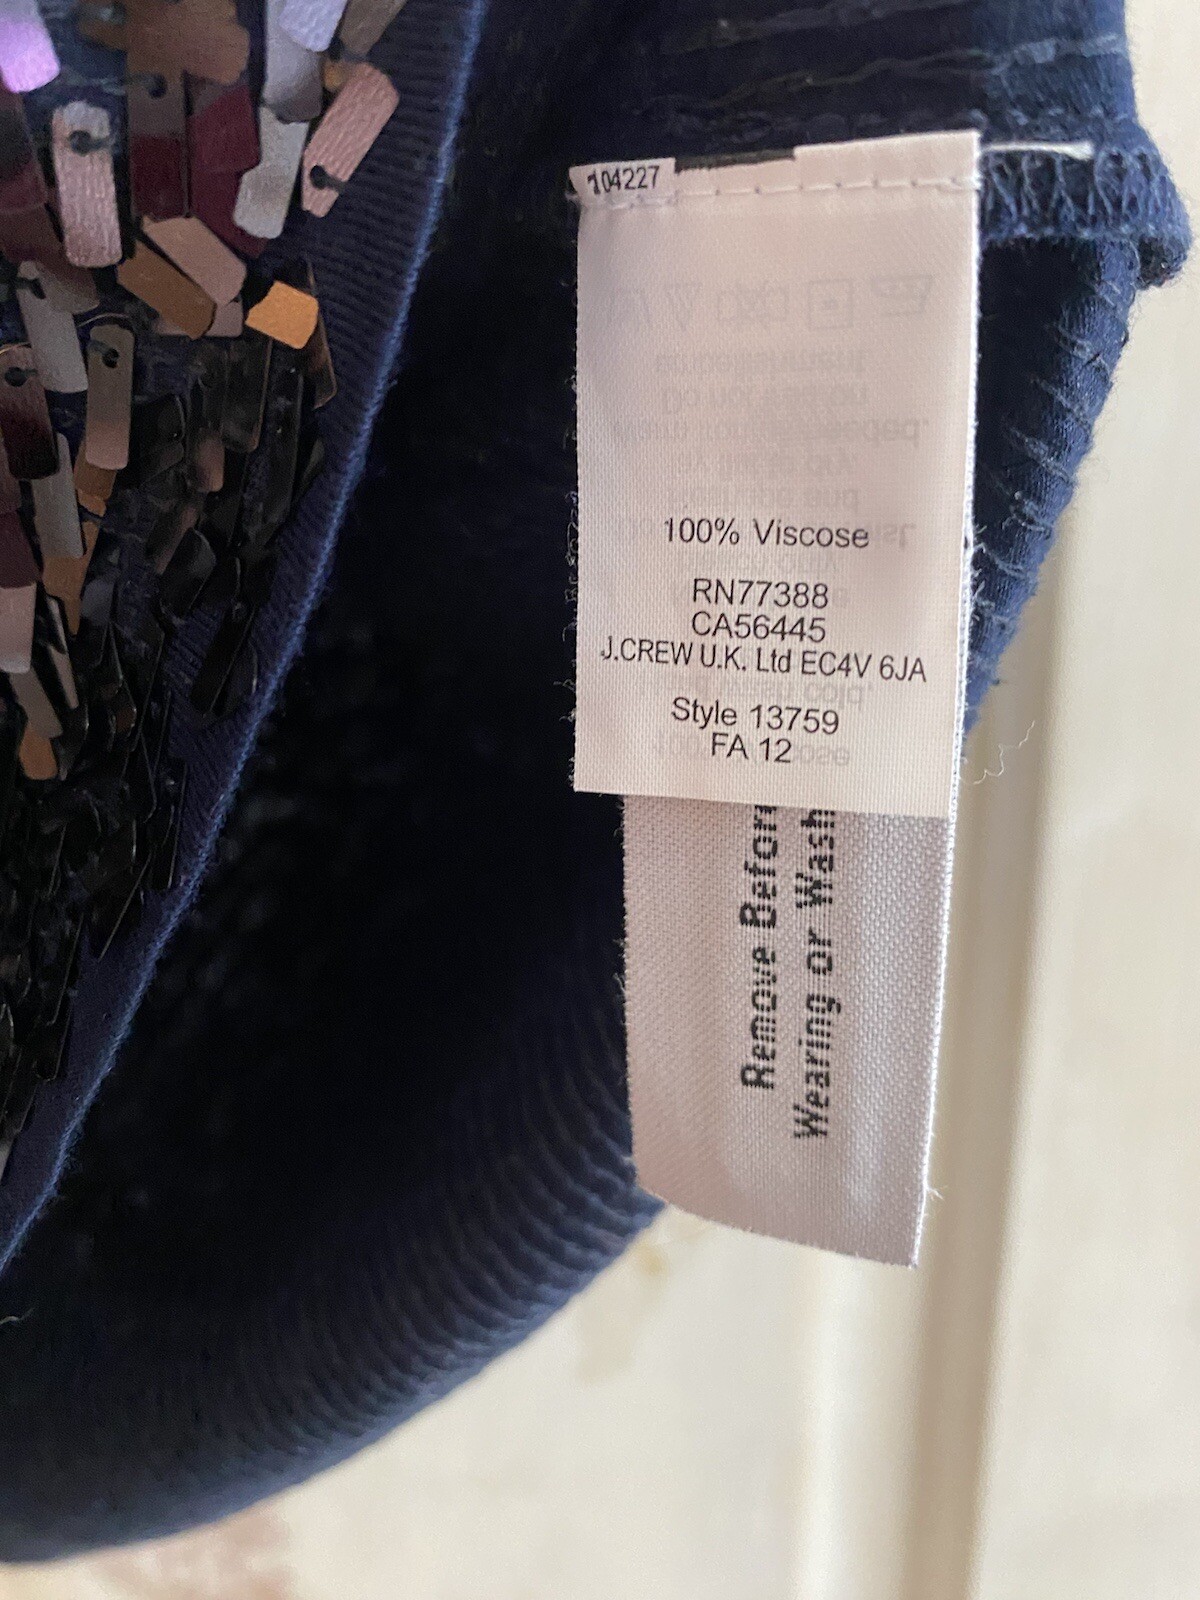 104227
100% Viscose
RN77388
CA56445
J.CREW U.K. Ltd EC4V 6JA
Style 13759
FA 12
Remove Before
Wearing or Wash